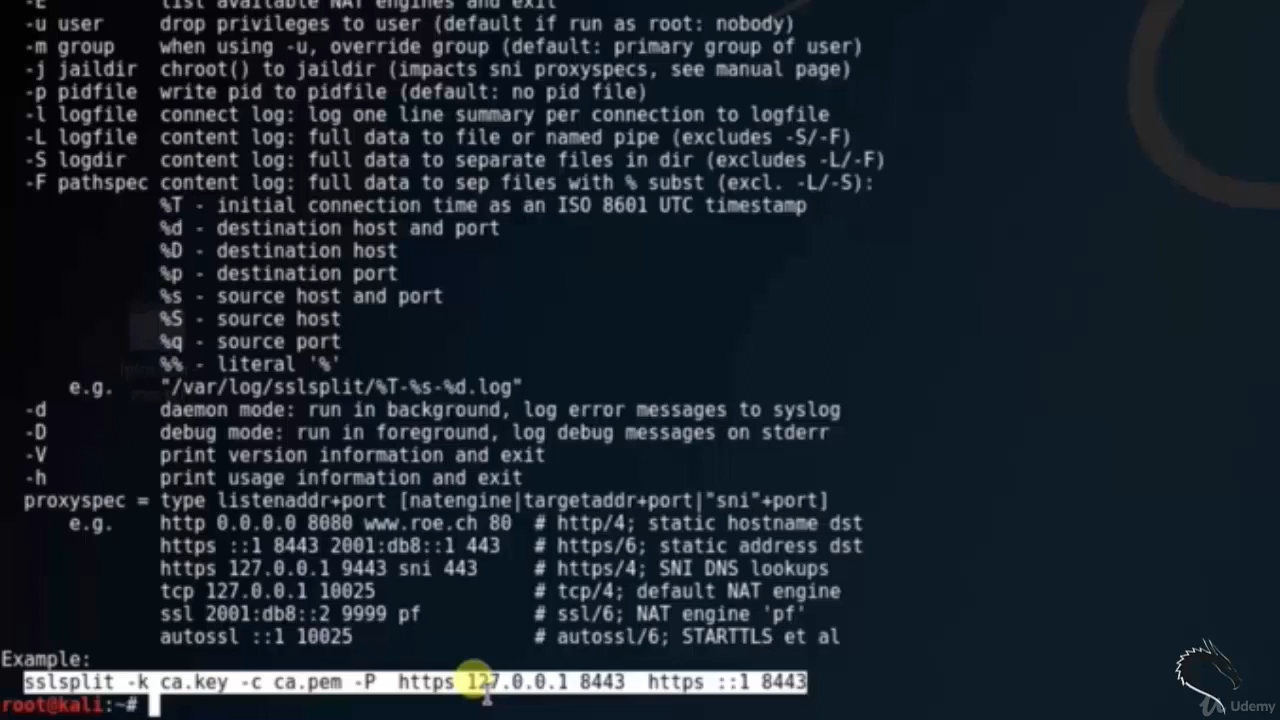 -E          list available NAT engines and exit
-u user     drop privileges to user (default if run as root: nobody)
-m group    when using -u, override group (default: primary group of user)
-j jaildir  chroot() to jaildir (impacts sni proxyspecs, see manual page)
-p pidfile  write pid to pidfile (default: no pid file)
-l logfile  connect log: log one line summary per connection to logfile
-L logfile  content log: full data to file or named pipe (excludes -S/-F)
-S logdir   content log: full data to separate files in dir (excludes -L/-F)
-F pathspec content log: full data to sep files with % subst (excl. -L/-S):
%T - initial connection time as an ISO 8601 UTC timestamp
%d - destination host and port
%D - destination host
%p - destination port
%s - source host and port
%S - source host
%q - source port
%% - literal '%'
e.g.    "/var/log/sslsplit/%T-%s-%d.log"
-d          daemon mode: run in background, log error messages to syslog
-D          debug mode: run in foreground, log debug messages on stderr
-V          print version information and exit
-h          print usage information and exit
proxyspec = type listenaddr+port [natengine|targetaddr+port|"sni"+port]
e.g.    http 0.0.0.0 8080 www.roe.ch 80  # http/4; static hostname dst
https ::1 8443 2001:db8::1 443   # https/6; static address dst
https 127.0.0.1 9443 sni 443     # https/4; SNI DNS lookups
tcp 127.0.0.1 10025              # tcp/4; default NAT engine
ssl 2001:db8::2 9999 pf          # ssl/6; NAT engine 'pf'
autossl ::1 10025                # autossl/6; STARTTLS et al
Example:
sslsplit -k ca.key -c ca.pem -P  https 127.0.0.1 8443  https ::1 8443
root@kali:~#
Udemy